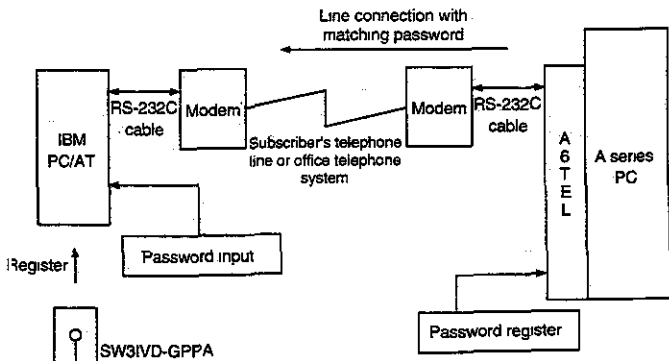 Line connection with
matching password
IBM
PC/AT
RS-232C
cable
Modem
Subscriber's telephone
line or office telephone
system
Modem
RS-232C
cable
A
6
T
E
L
A series
PC
Password input
Register
Password register
SW3IVD-GPPA